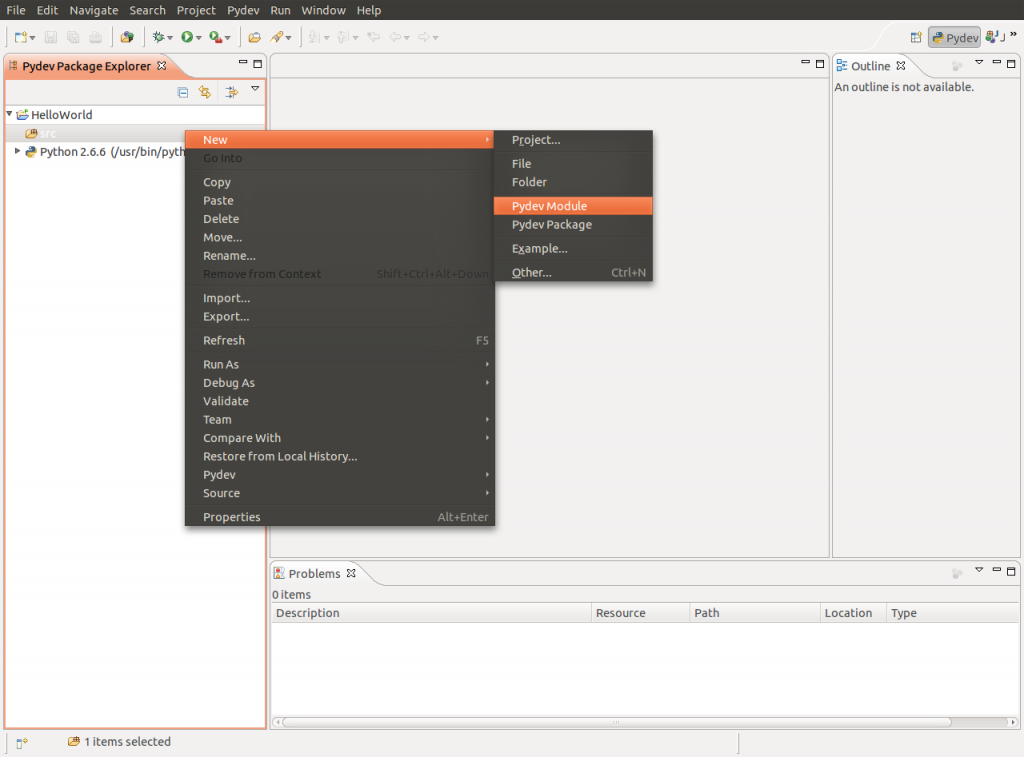 File Edit Navigate Search Project Pydev Run Window Help
Pydev »
Pydev Package Explorer
HelloWorld
src
Python 2.6.6 (/usr/bin/pyth
New
Go Into
Copy
Paste
Delete
Move...
Rename...
Remove from Context Shift+Ctrl+Alt+Down
Import...
Export...
Refresh F5
Run As
Debug As
Validate
Team
Compare With
Restore from Local History...
Pydev
Source
Properties Alt+Enter
Project...
File
Folder
Pydev Module
Pydev Package
Example...
Other... Ctrl+N
Outline
An outline is not available.
Problems
0 items
Description Resource Path Location Type
1 items selected